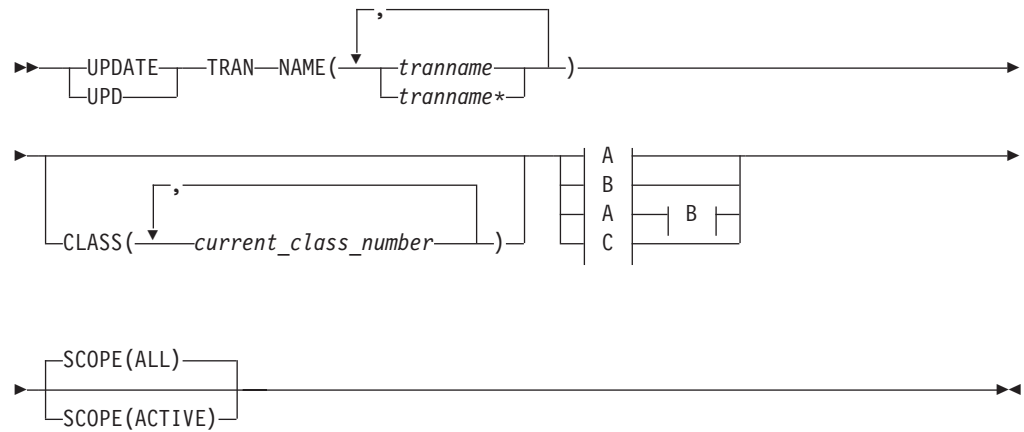 ,
UPDATE TRAN NAME( tranname )
UPD tranname*
A
B
,
A B
CLASS( current_class_number ) C
SCOPE(ALL)
SCOPE(ACTIVE)